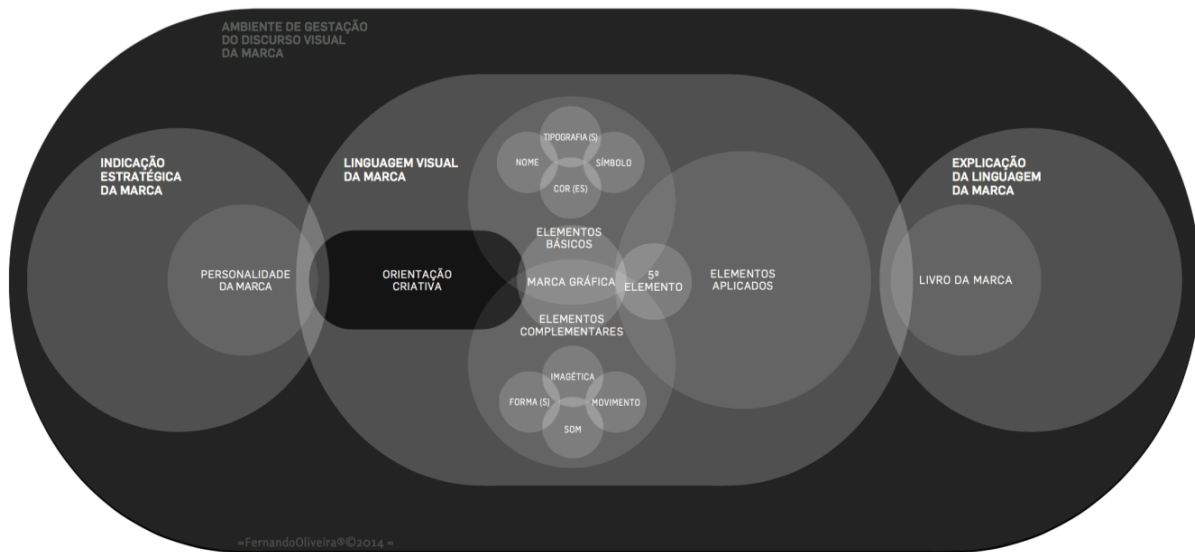 AMBIENTE DE GESTAÇÃO
DO DISCURSO VISUAL
DA MARCA
INDICAÇÃO
ESTRATÉGICA
DA MARCA
PERSONALIDADE
DA MARCA
LINGUAGEM VISUAL
DA MARCA
ORIENTAÇÃO
CRIATIVA
TIPOGRAFIA (S)
NOME
SÍMBOLO
COR (ES)
ELEMENTOS
BÁSICOS
MARCA GRÁFICA
5º
ELEMENTO
ELEMENTOS
COMPLEMENTARES
IMAGÉTICA
FORMA (S)
MOVIMENTO
SOM
ELEMENTOS
APLICADOS
EXPLICAÇÃO
DA LINGUAGEM
DA MARCA
LIVRO DA MARCA
=FernandoOliveira®©2014 =